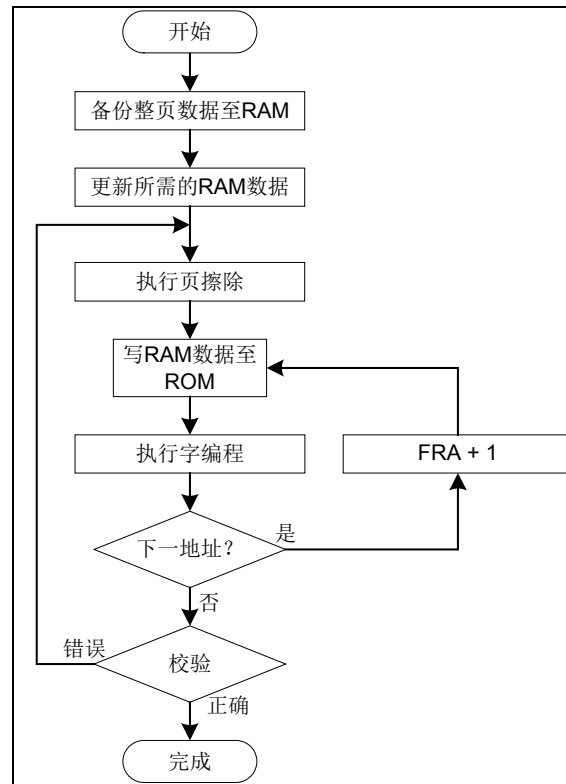 开始
备份整页数据至RAM
更新所需的RAM数据
执行页擦除
写RAM数据至
ROM
执行字编程
FRA + 1
下一地址？
是
否
错误
校验
正确
完成